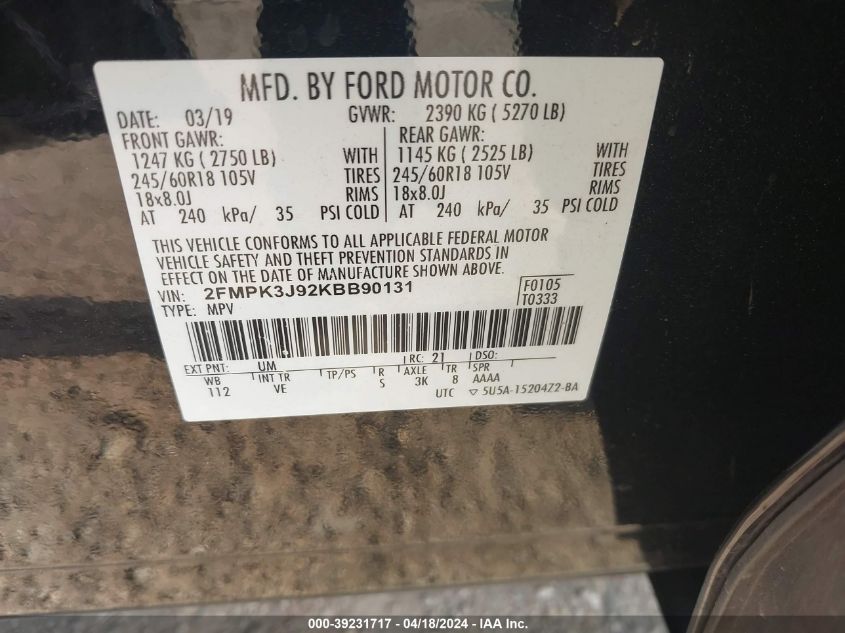 MFD. BY FORD MOTOR CO.
DATE: 03/19 GVWR: 2390 KG ( 5270 LB)
FRONT GAWR: REAR GAWR:
1247 KG ( 2750 LB) WITH 1145 KG ( 2525 LB) WITH
245/60R18 105V TIRES 245/60R18 105V TIRES
18x8.0J RIMS 18x8.0J RIMS
AT 240 kPa/ 35 PSI COLD AT 240 kPa/ 35 PSI COLD
THIS VEHICLE CONFORMS TO ALL APPLICABLE FEDERAL MOTOR
VEHICLE SAFETY AND THEFT PREVENTION STANDARDS IN
EFFECT ON THE DATE OF MANUFACTURE SHOWN ABOVE.
VIN: 2FMPK3J92KBB90131 F0105
TYPE: MPV T0333
EXT PNT: UM RC: 21 DSO:
WB INT TR TP/PS R AXLE TR SPR
112 VE S 3K 8 AAAA
UTC ▽ 5U5A-1520472-BA
000-39231717 - 04/18/2024 - IAA Inc.